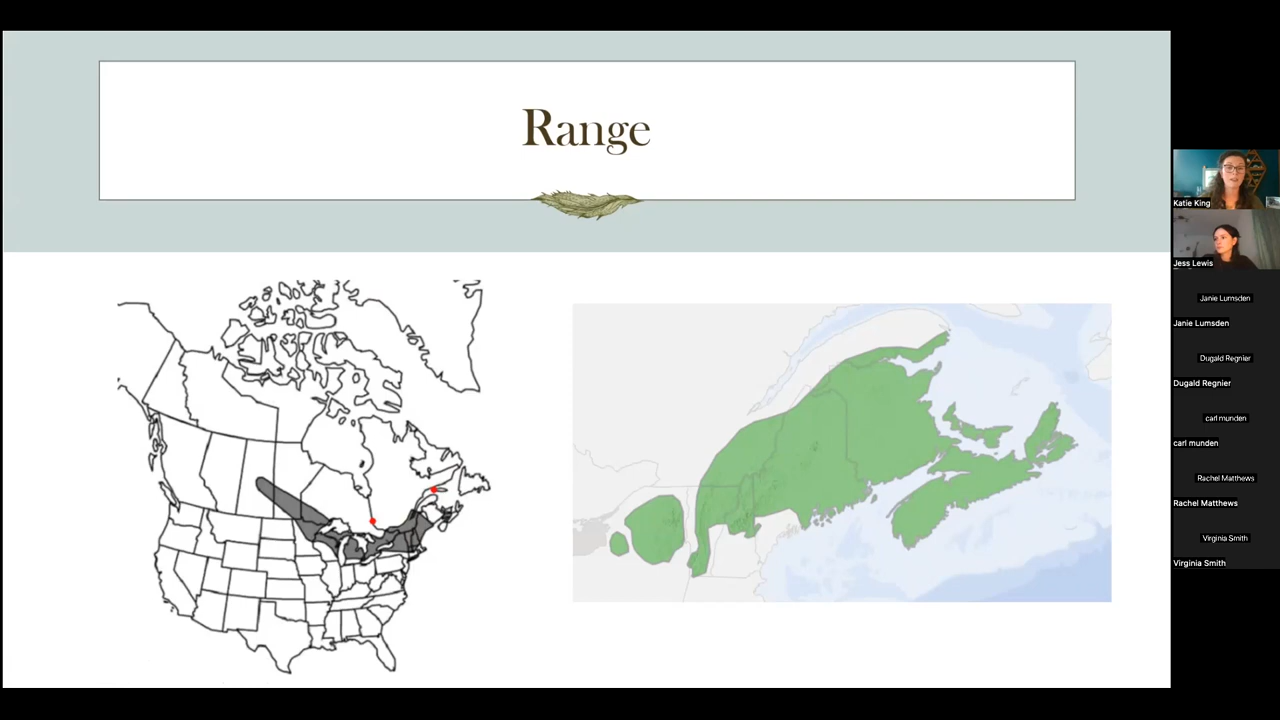 Range
Katie King
Jess Lewis
Janie Lumsden
Janie Lumsden
Dugald Regnier
Dugald Regnier
carl munden
carl munden
Rachel Matthews
Rachel Matthews
Virginia Smith
Virginia Smith